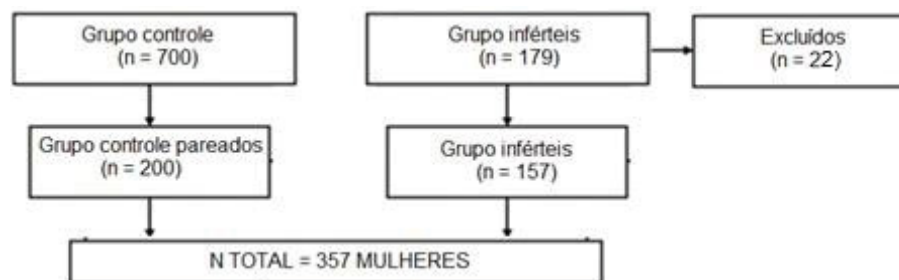 Grupo controle
(n = 700)
Grupo inférteis
(n = 179)
Excluídos
(n = 22)
Grupo controle pareados
(n = 200)
Grupo inférteis
(n = 157)
N TOTAL = 357 MULHERES